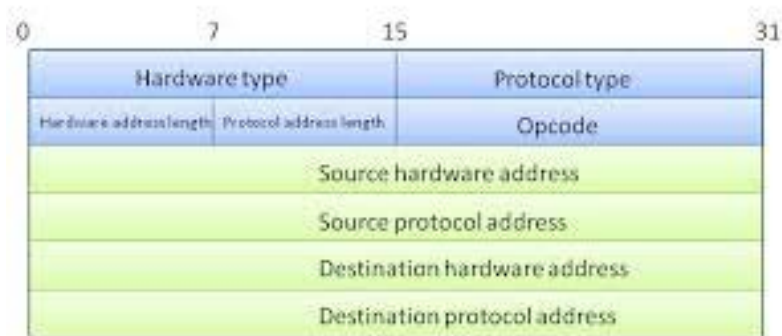 0 7 15 31
Hardware type Protocol type
Hardware address length Protocol address length Opcode
Source hardware address
Source protocol address
Destination hardware address
Destination protocol address